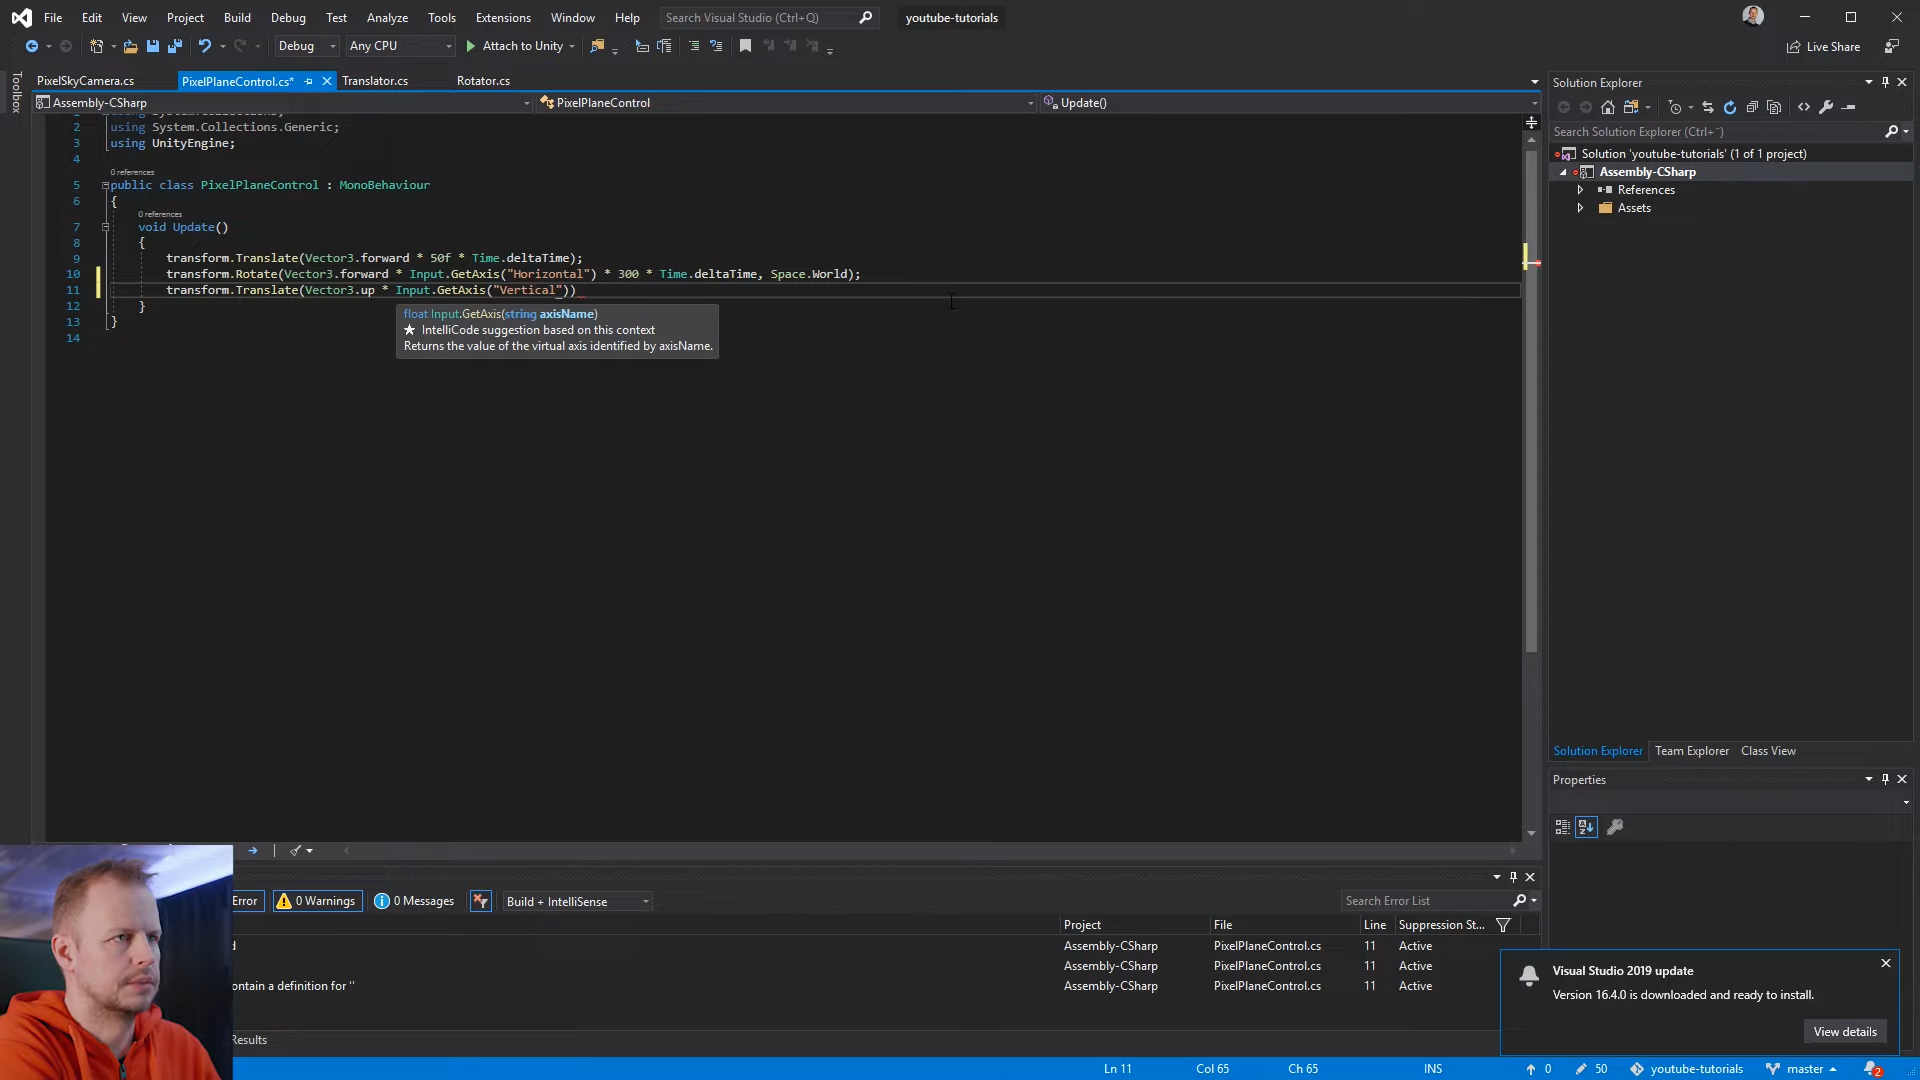 File Edit View Project Build Debug Test Analyze Tools Extensions Window Help Search Visual Studio (Ctrl+Q) youtube-tutorials
Debug Any CPU Attach to Unity Live Share
Toolbox
PixelSkyCamera.cs PixelPlaneControl.cs* Translator.cs Rotator.cs
Assembly-CSharp PixelPlaneControl Update()
2 using System.Collections.Generic;
3 using UnityEngine;
4
0 references
5 public class PixelPlaneControl : MonoBehaviour
6 {
0 references
7 void Update()
8 {
9 transform.Translate(Vector3.forward * 50f * Time.deltaTime);
10 transform.Rotate(Vector3.forward * Input.GetAxis("Horizontal") * 300 * Time.deltaTime, Space.World);
11 transform.Translate(Vector3.up * Input.GetAxis("Vertical"))
12 }
13 }
14
float Input.GetAxis(string axisName)
★ IntelliCode suggestion based on this context
Returns the value of the virtual axis identified by axisName.
Solution Explorer
Search Solution Explorer (Ctrl+¨)
Solution 'youtube-tutorials' (1 of 1 project)
Assembly-CSharp
References
Assets
Solution Explorer Team Explorer Class View
Properties
Error 0 Warnings 0 Messages Build + IntelliSense Search Error List
Project File Line Suppression St...
d Assembly-CSharp PixelPlaneControl.cs 11 Active
Assembly-CSharp PixelPlaneControl.cs 11 Active
ontain a definition for '' Assembly-CSharp PixelPlaneControl.cs 11 Active
Results
Visual Studio 2019 update
Version 16.4.0 is downloaded and ready to install.
View details
Ln 11 Col 65 Ch 65 INS 0 50 youtube-tutorials master 2